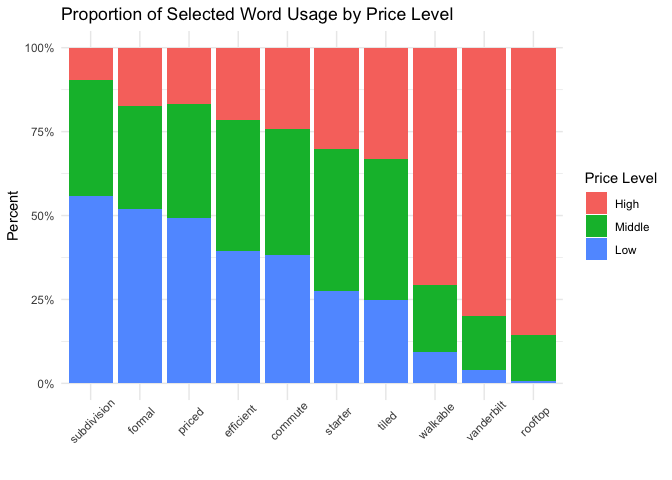 Proportion of Selected Word Usage by Price Level
100%
75%
50%
25%
0%
Percent
subdivision
formal
priced
efficient
commute
starter
tiled
walkable
vanderbilt
rooftop
Price Level
High
Middle
Low